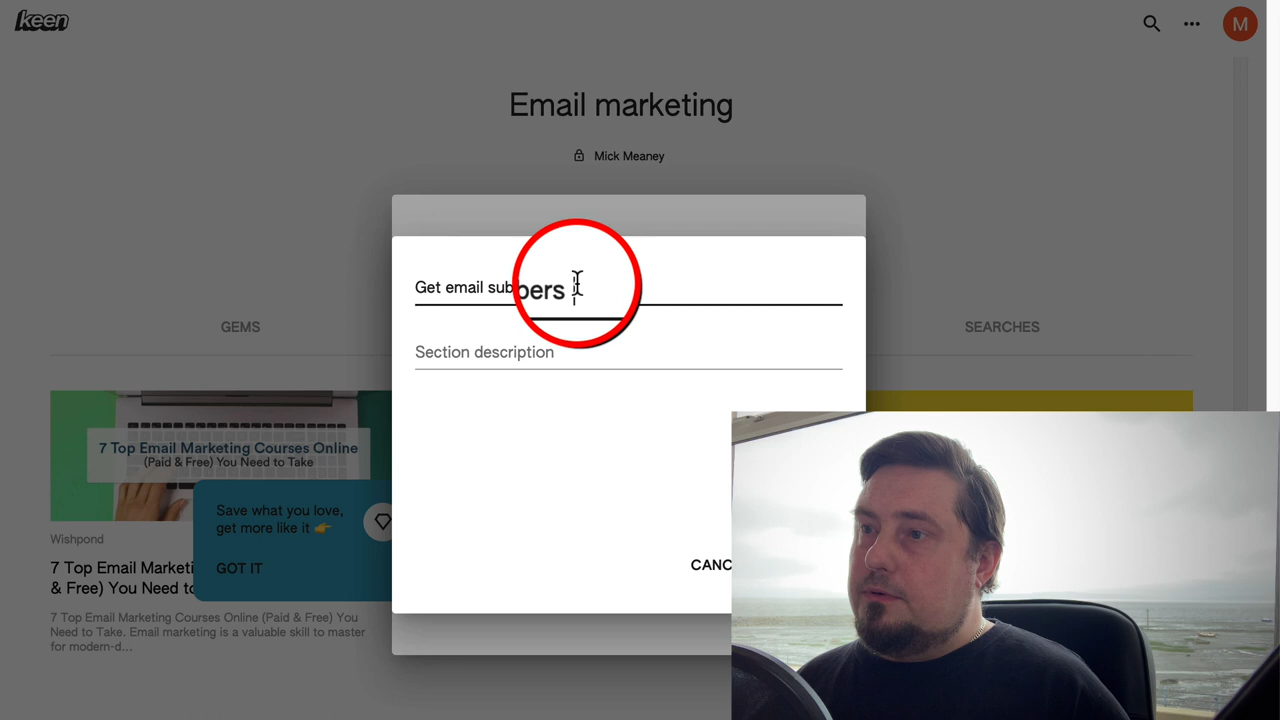 keen
M
Email marketing
Mick Meaney
Get email sub bers
Section description
GEMS
SEARCHES
7 Top Email Marketing Courses Online
(Paid & Free) You Need to Take
Save what you love,
get more like it 👉
GOT IT
CANC
Wishpond
7 Top Email Marketi
& Free) You Need to
7 Top Email Marketing Courses Online (Paid & Free) You
Need to Take. Email marketing is a valuable skill to master
for modern-d...